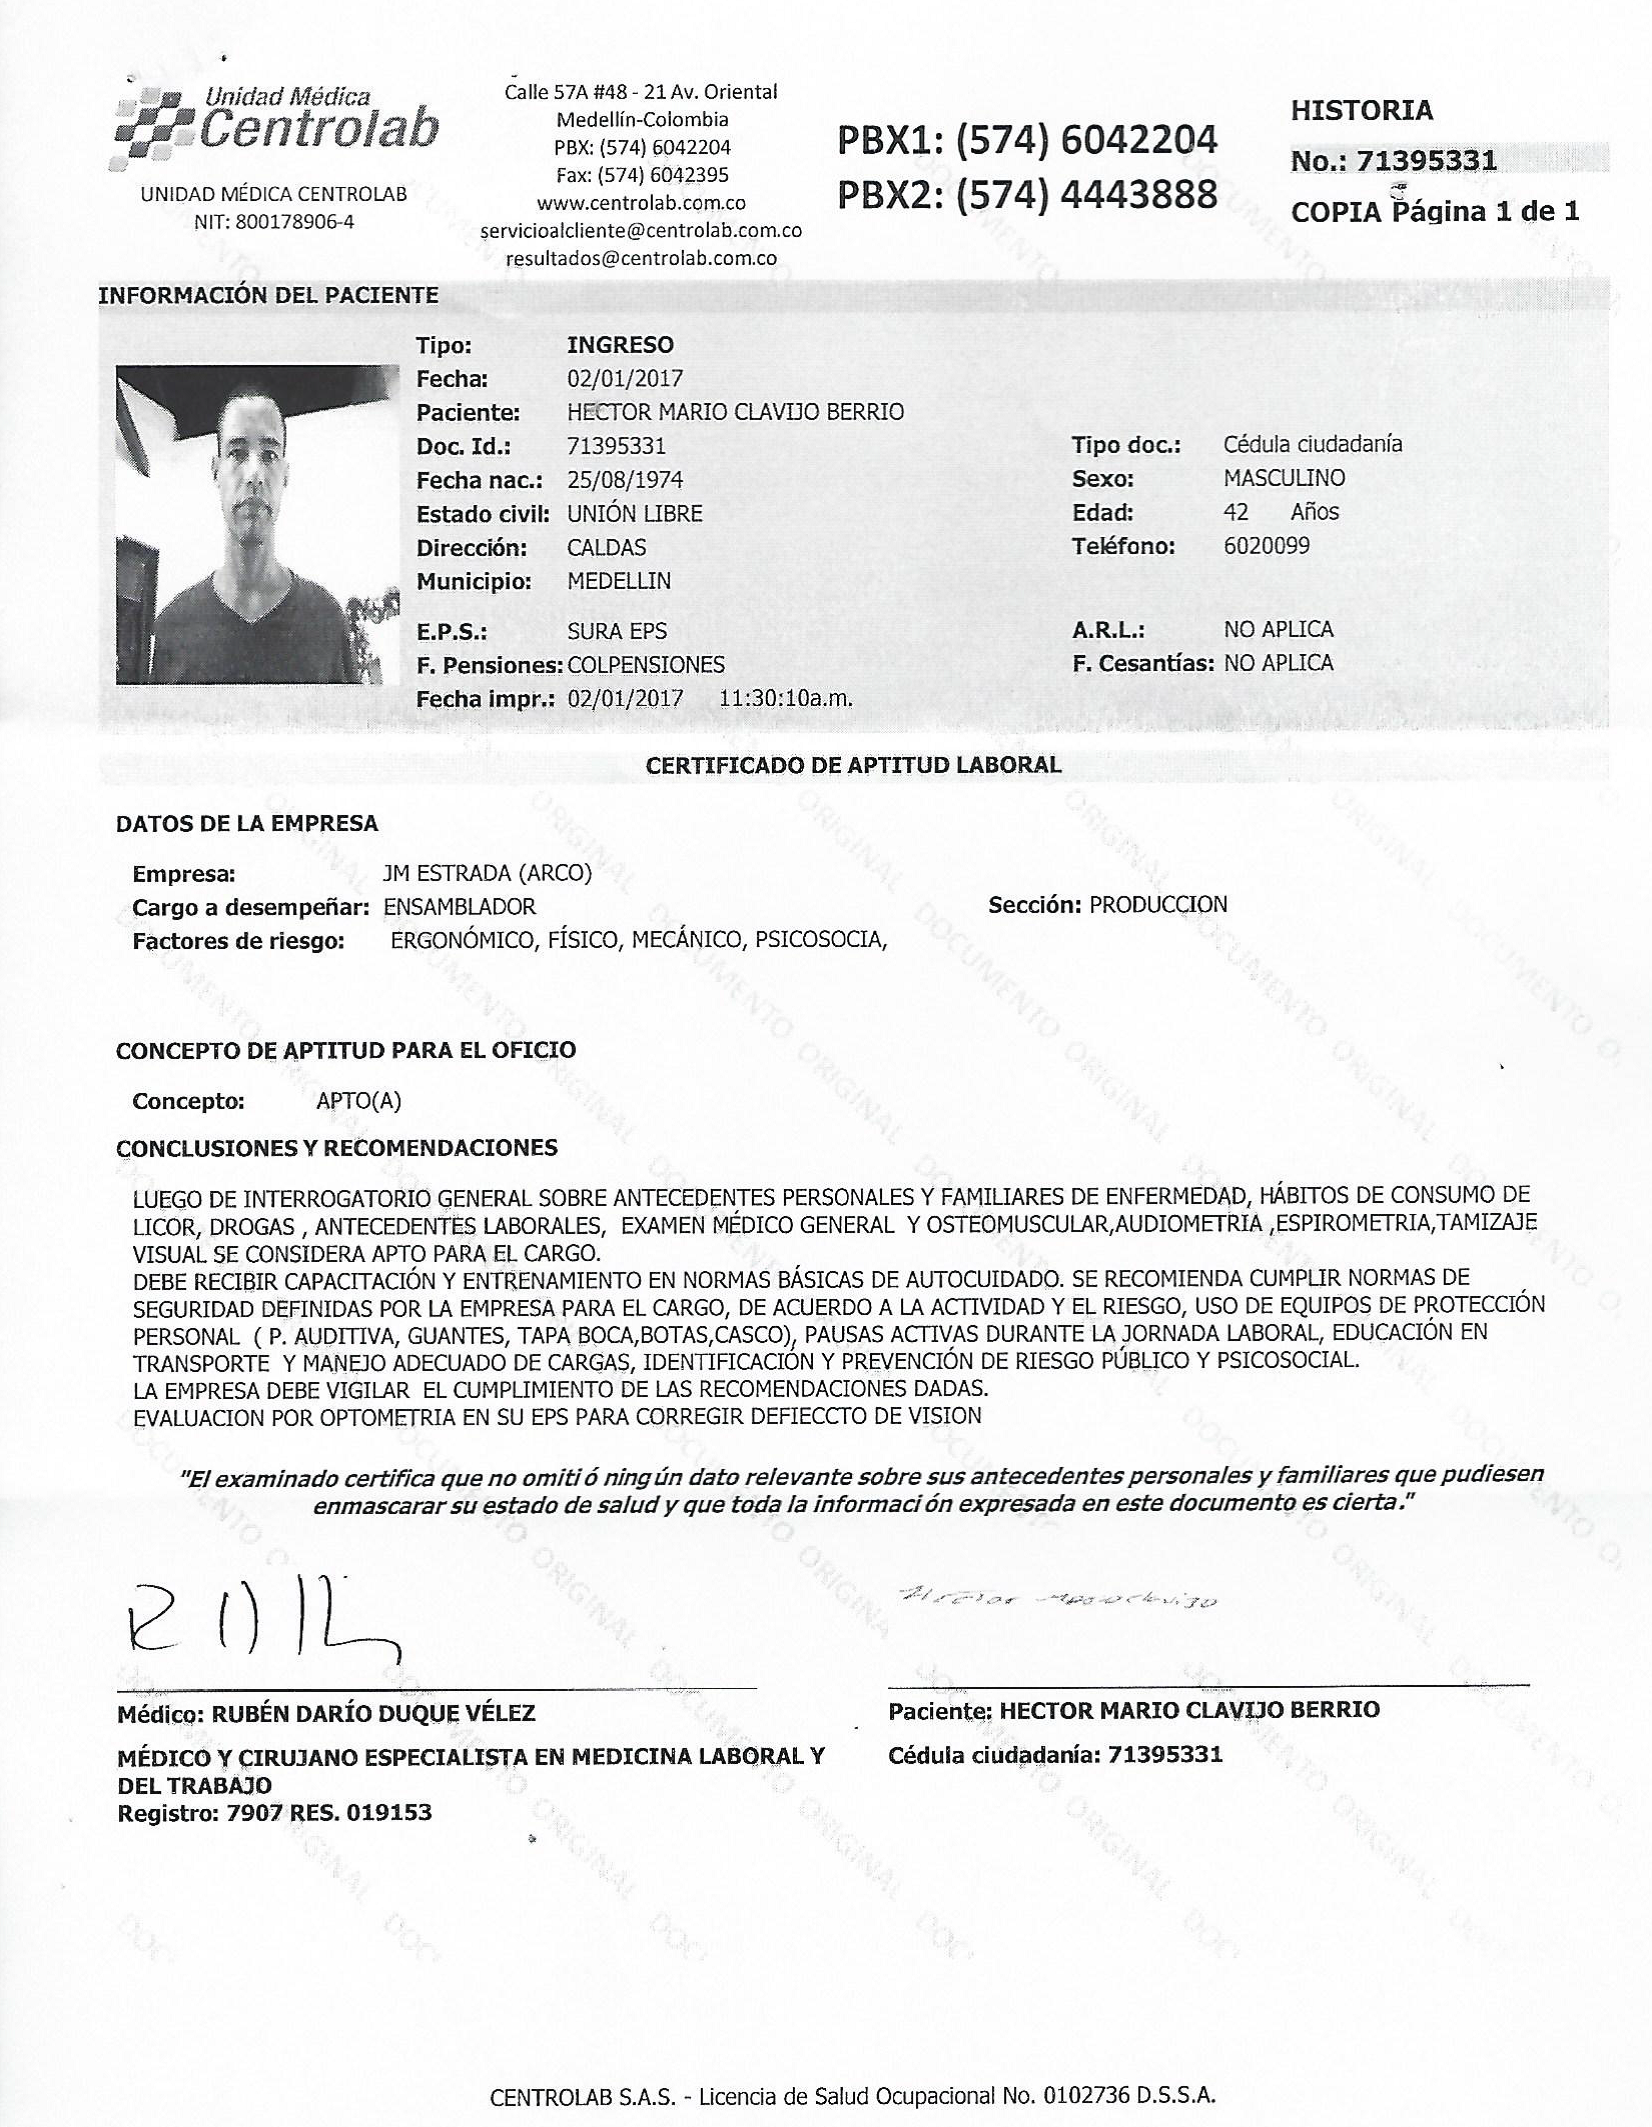 Unidad Médica
Centrolab
UNIDAD MÉDICA CENTROLAB
NIT: 800178906-4
Calle 57A #48 - 21 Av. Oriental
Medellín-Colombia
PBX: (574) 6042204
Fax: (574) 6042395
www.centrolab.com.co
servicioalcliente@centrolab.com.co
resultados@centrolab.com.co
PBX1: (574) 6042204
PBX2: (574) 4443888
HISTORIA
No.: 71395331
COPIA Página 1 de 1
INFORMACIÓN DEL PACIENTE
Tipo: INGRESO
Fecha: 02/01/2017
Paciente: HECTOR MARIO CLAVIJO BERRIO
Doc. Id.: 71395331 Tipo doc.: Cédula ciudadanía
Fecha nac.: 25/08/1974 Sexo: MASCULINO
Estado civil: UNIÓN LIBRE Edad: 42 Años
Dirección: CALDAS Teléfono: 6020099
Municipio: MEDELLIN
E.P.S.: SURA EPS A.R.L.: NO APLICA
F. Pensiones: COLPENSIONES F. Cesantías: NO APLICA
Fecha impr.: 02/01/2017 11:30:10a.m.
CERTIFICADO DE APTITUD LABORAL
DATOS DE LA EMPRESA
Empresa: JM ESTRADA (ARCO)
Cargo a desempeñar: ENSAMBLADOR Sección: PRODUCCION
Factores de riesgo: ERGONÓMICO, FÍSICO, MECÁNICO, PSICOSOCIA,
CONCEPTO DE APTITUD PARA EL OFICIO
Concepto: APTO(A)
CONCLUSIONES Y RECOMENDACIONES
LUEGO DE INTERROGATORIO GENERAL SOBRE ANTECEDENTES PERSONALES Y FAMILIARES DE ENFERMEDAD, HÁBITOS DE CONSUMO DE
LICOR, DROGAS , ANTECEDENTES LABORALES, EXAMEN MÉDICO GENERAL Y OSTEOMUSCULAR,AUDIOMETRIA ,ESPIROMETRIA,TAMIZAJE
VISUAL SE CONSIDERA APTO PARA EL CARGO.
DEBE RECIBIR CAPACITACIÓN Y ENTRENAMIENTO EN NORMAS BÁSICAS DE AUTOCUIDADO. SE RECOMIENDA CUMPLIR NORMAS DE
SEGURIDAD DEFINIDAS POR LA EMPRESA PARA EL CARGO, DE ACUERDO A LA ACTIVIDAD Y EL RIESGO, USO DE EQUIPOS DE PROTECCIÓN
PERSONAL ( P. AUDITIVA, GUANTES, TAPA BOCA,BOTAS,CASCO), PAUSAS ACTIVAS DURANTE LA JORNADA LABORAL, EDUCACIÓN EN
TRANSPORTE Y MANEJO ADECUADO DE CARGAS, IDENTIFICACIÓN Y PREVENCIÓN DE RIESGO PÚBLICO Y PSICOSOCIAL.
LA EMPRESA DEBE VIGILAR EL CUMPLIMIENTO DE LAS RECOMENDACIONES DADAS.
EVALUACION POR OPTOMETRIA EN SU EPS PARA CORREGIR DEFIECCTO DE VISION
"El examinado certifica que no omitió ningún dato relevante sobre sus antecedentes personales y familiares que pudiesen
enmascarar su estado de salud y que toda la información expresada en este documento es cierta."
Médico: RUBÉN DARÍO DUQUE VÉLEZ
MÉDICO Y CIRUJANO ESPECIALISTA EN MEDICINA LABORAL Y
DEL TRABAJO
Registro: 7907 RES. 019153
Paciente: HECTOR MARIO CLAVIJO BERRIO
Cédula ciudadanía: 71395331
CENTROLAB S.A.S. - Licencia de Salud Ocupacional No. 0102736 D.S.S.A.